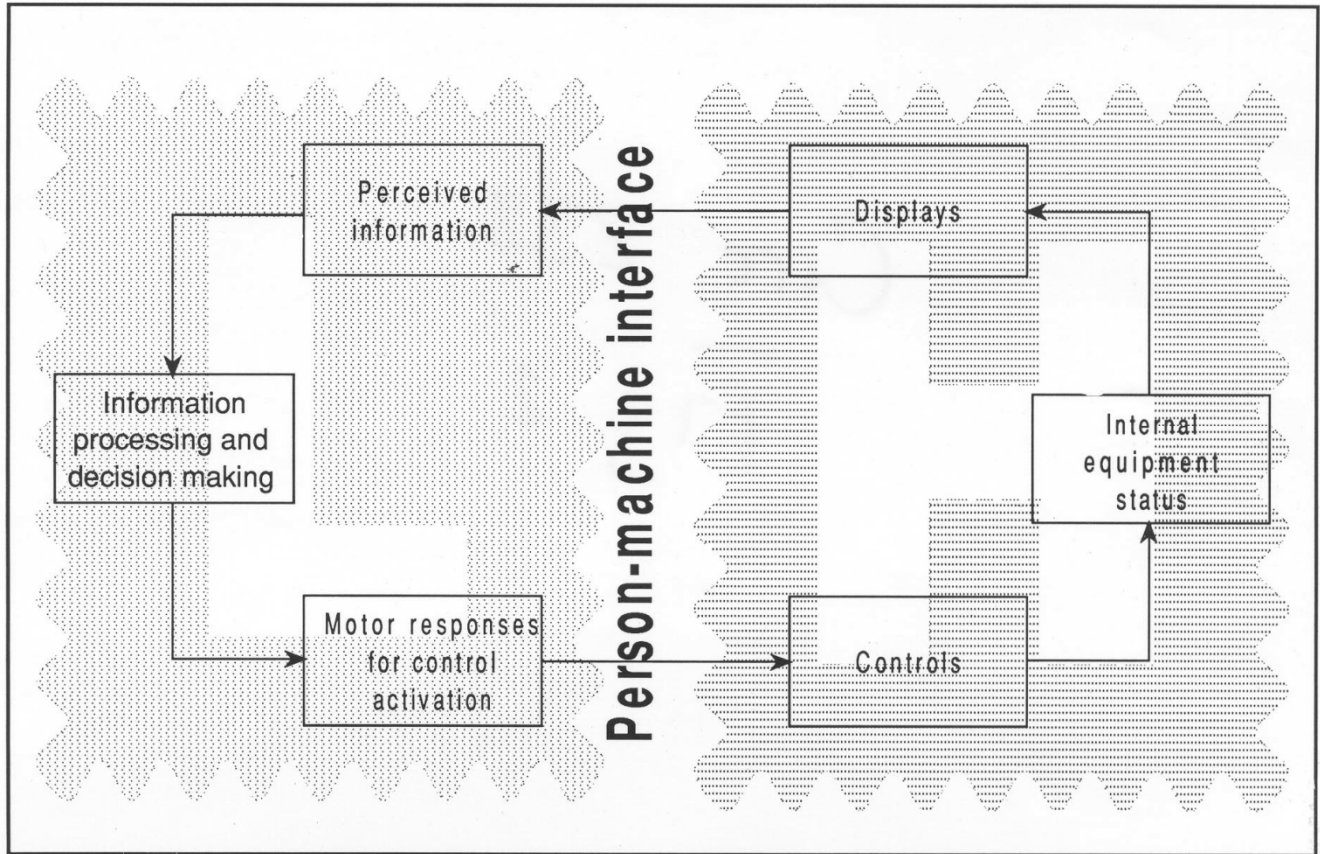 Perceived
information
Displays
Person-machine interface
Information
processing and
decision making
Internal
equipment
status
Motor responses
for control
activation
Controls